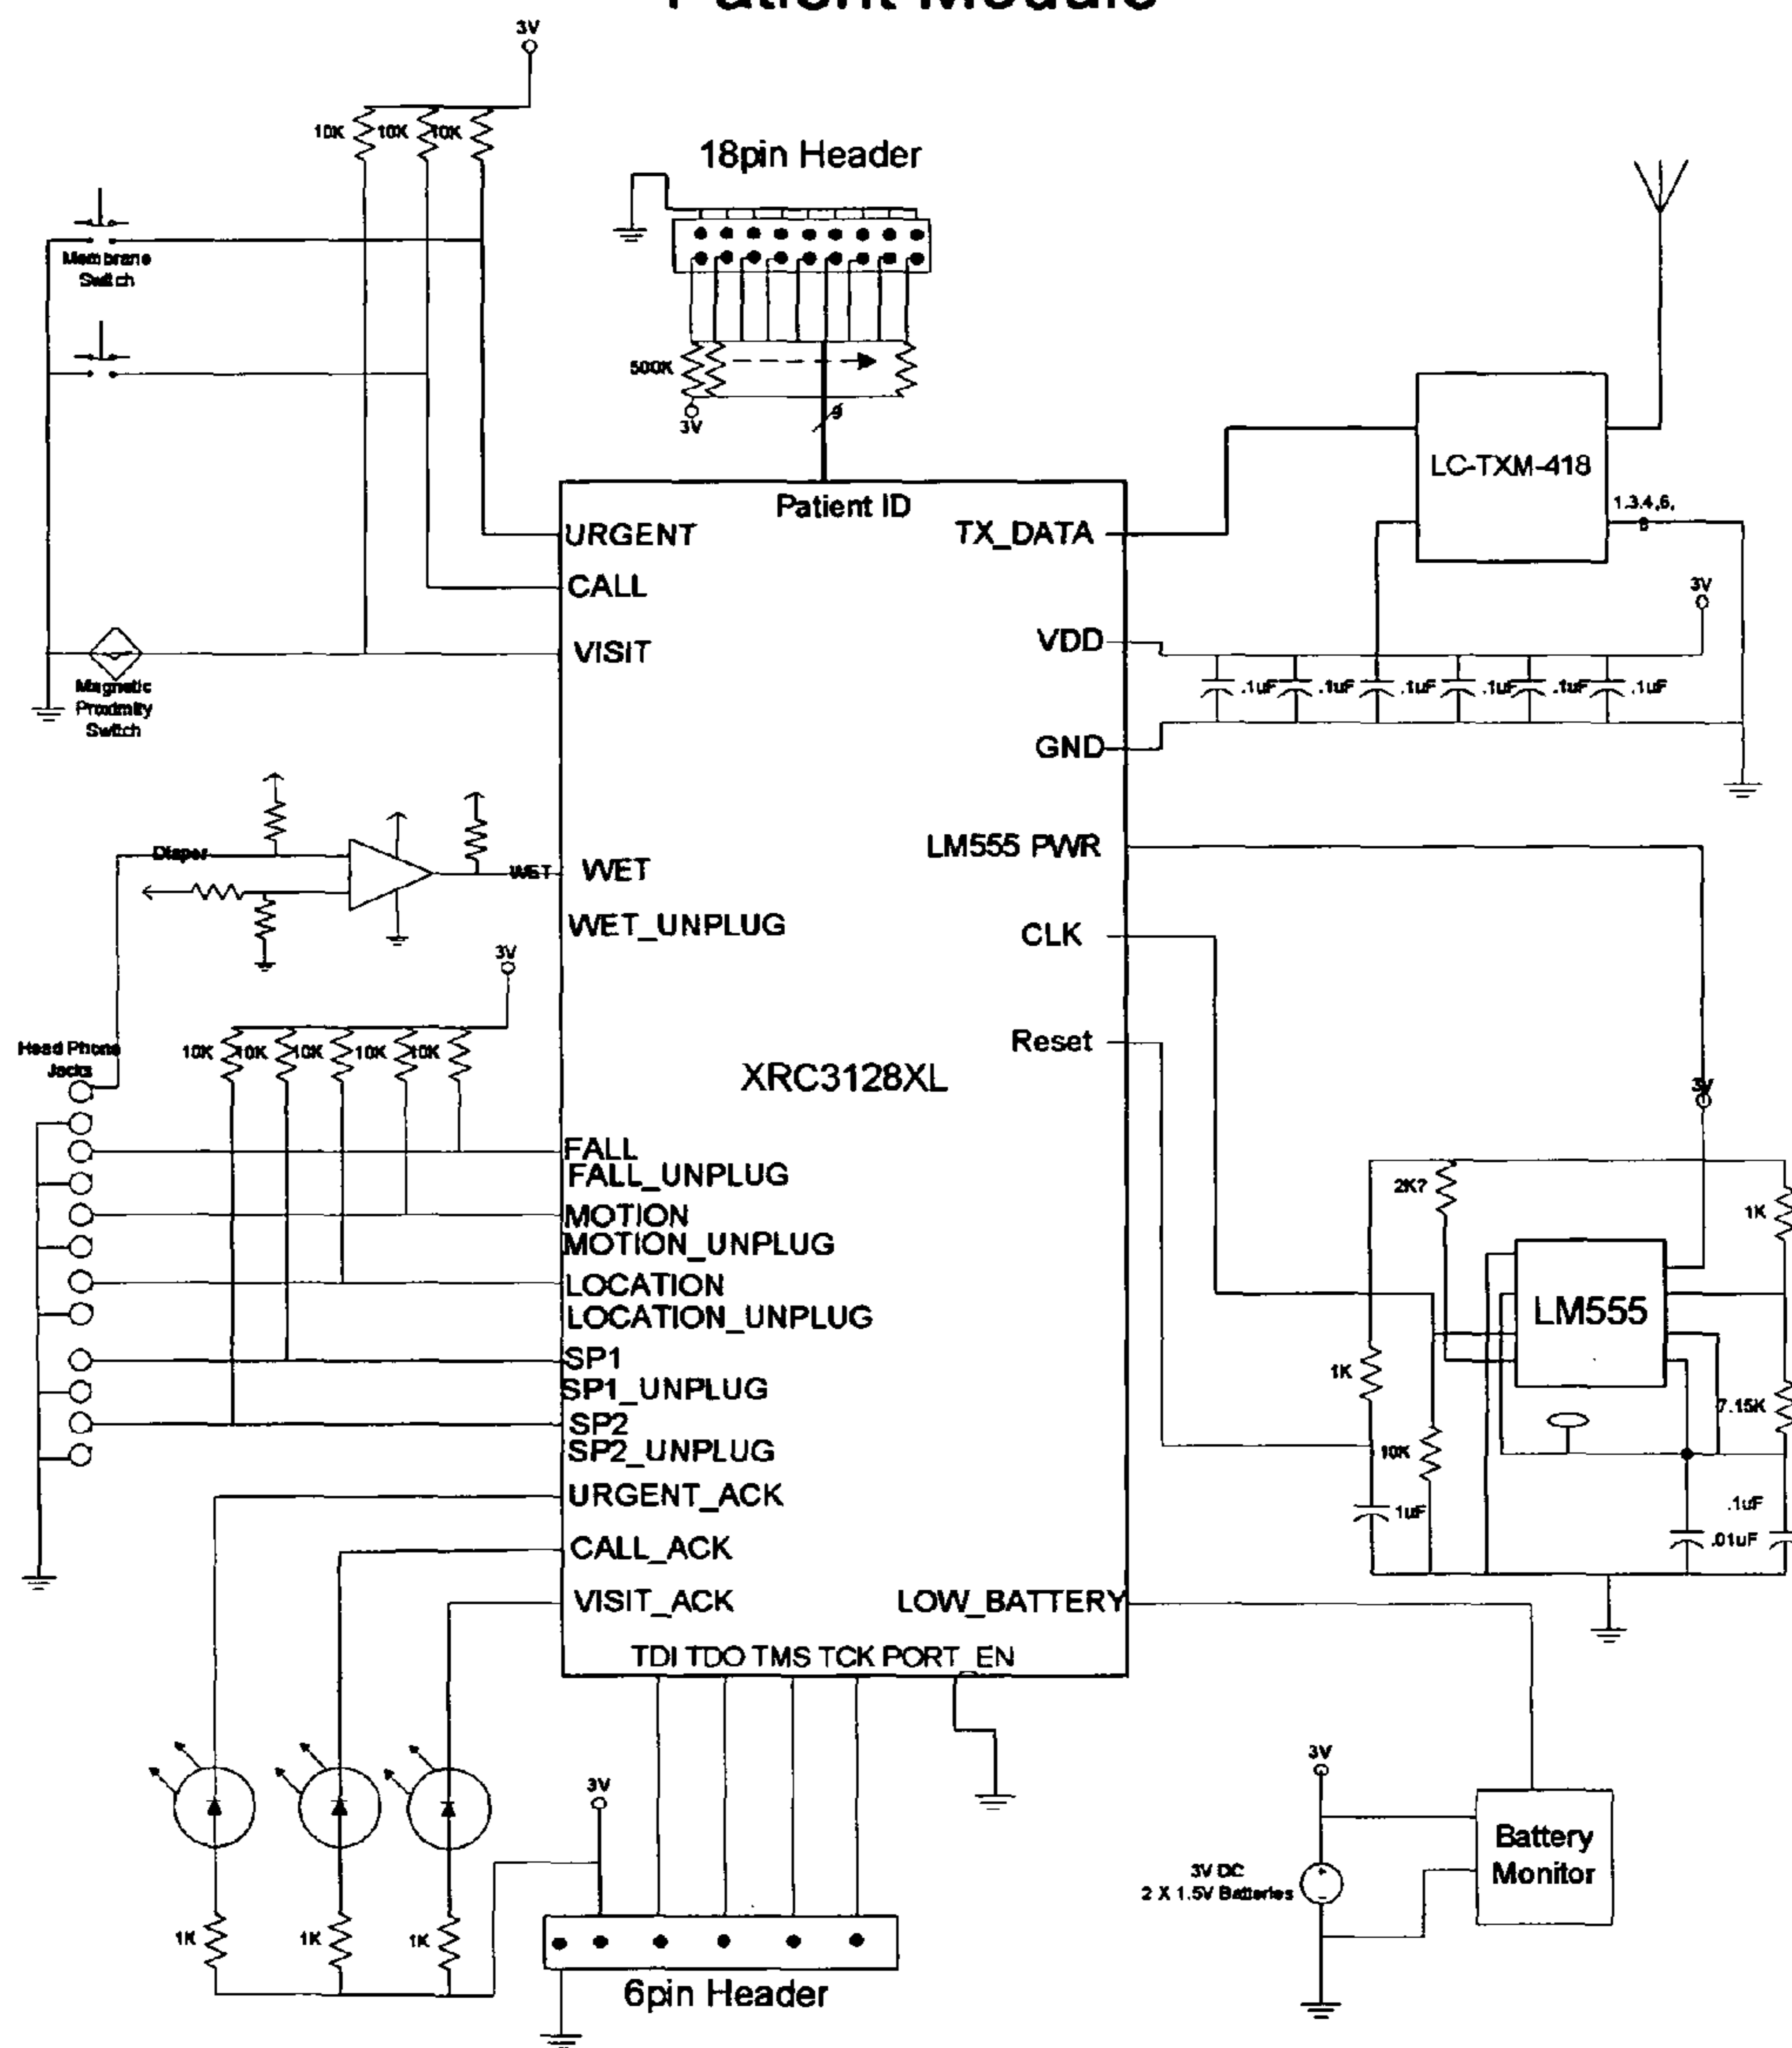 Patient Module
3V
10K 10K 10K
18pin Header
Membrane
Switch
500K
3V
9
LC-TXM-418
1,3,4,6,
8
Patient ID
URGENT
TX_DATA
CALL
VISIT
VDD
3V
Magnetic
Proximity
Switch
.1uF .1uF .1uF .1uF .1uF .1uF
GND
Diaper
WET
WET
LM555 PWR
WET_UNPLUG
CLK
3V
Reset
Head Phone
Jacks
10K 10K 10K 10K 10K
XRC3128XL
3V
FALL
FALL_UNPLUG
MOTION
MOTION_UNPLUG
LOCATION
LOCATION_UNPLUG
SP1
SP1_UNPLUG
SP2
SP2_UNPLUG
2K?
1K
LM555
1K
7.15K
10K
1uF
.1uF
.01uF
URGENT_ACK
CALL_ACK
VISIT_ACK
LOW_BATTERY
TDI TDO TMS TCK PORT_EN
3V
3V
Battery
Monitor
3V DC
2 X 1.5V Batteries
1K 1K 1K
6pin Header